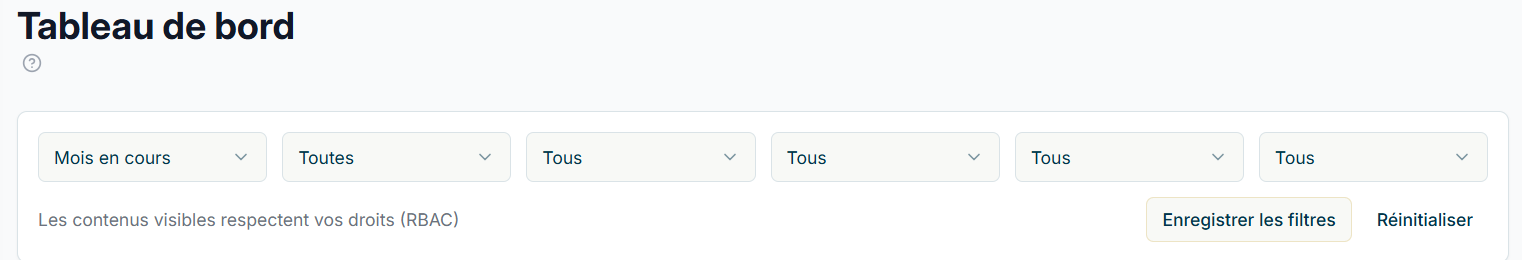 Tableau de bord
?
Mois en cours Toutes Tous Tous Tous Tous
Les contenus visibles respectent vos droits (RBAC) Enregistrer les filtres Réinitialiser